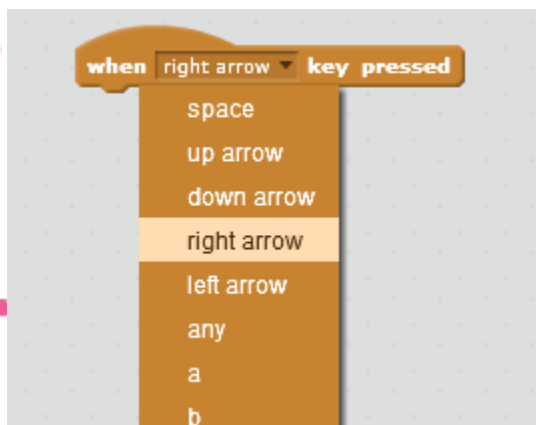 when right arrow key pressed
space
up arrow
down arrow
right arrow
left arrow
any
a
b